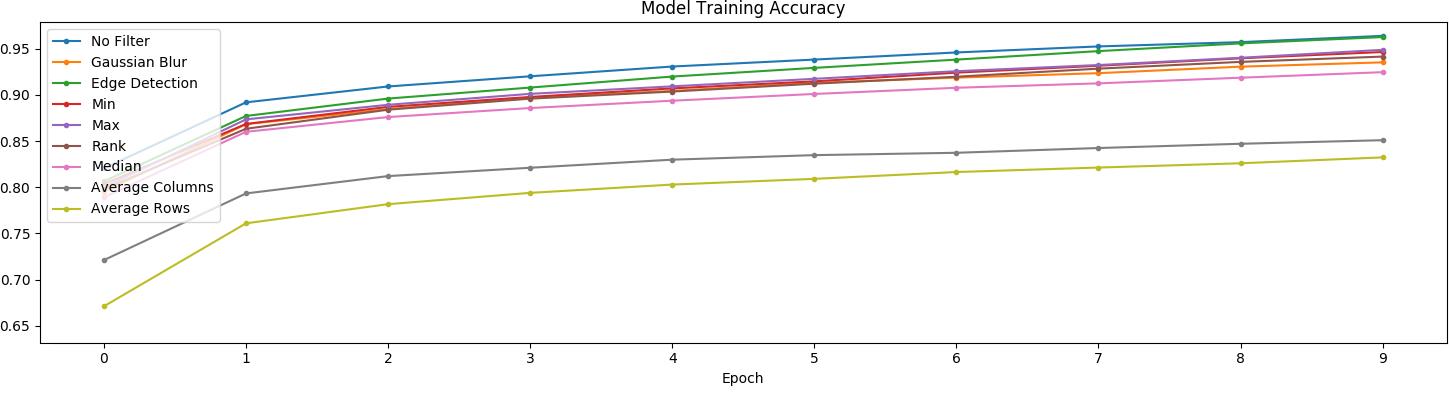 Model Training Accuracy
0.95
0.90
0.85
0.80
0.75
0.70
0.65
No Filter
Gaussian Blur
Edge Detection
Min
Max
Rank
Median
Average Columns
Average Rows
0 1 2 3 4 5 6 7 8 9
Epoch